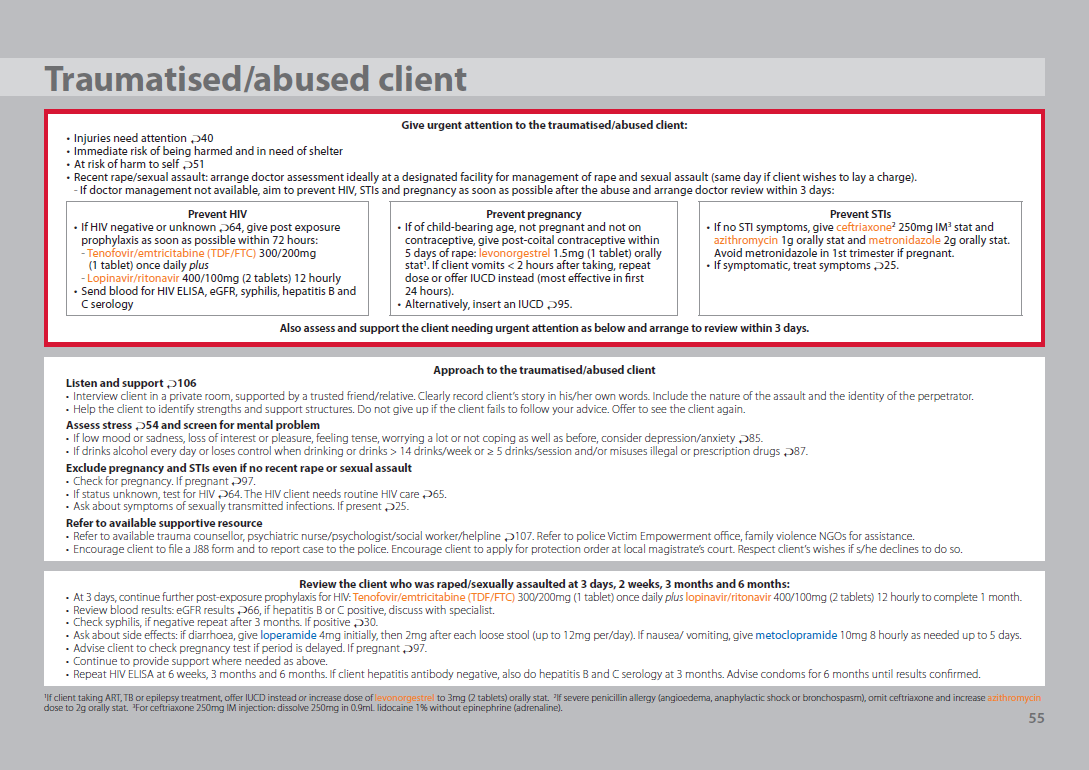 Traumatised/abused client
Give urgent attention to the traumatised/abused client:
• Injuries need attention ⮌40
• Immediate risk of being harmed and in need of shelter
• At risk of harm to self ⮌51
• Recent rape/sexual assault: arrange doctor assessment ideally at a designated facility for management of rape and sexual assault (same day if client wishes to lay a charge).
- If doctor management not available, aim to prevent HIV, STIs and pregnancy as soon as possible after the abuse and arrange doctor review within 3 days:
Prevent HIV
• If HIV negative or unknown ⮌64, give post exposure
prophylaxis as soon as possible within 72 hours:
- Tenofovir/emtricitabine (TDF/FTC) 300/200mg
(1 tablet) once daily plus
- Lopinavir/ritonavir 400/100mg (2 tablets) 12 hourly
• Send blood for HIV ELISA, eGFR, syphilis, hepatitis B and
C serology
Prevent pregnancy
• If of child-bearing age, not pregnant and not on
contraceptive, give post-coital contraceptive within
5 days of rape: levonorgestrel 1.5mg (1 tablet) orally
stat¹. If client vomits < 2 hours after taking, repeat
dose or offer IUCD instead (most effective in first
24 hours).
• Alternatively, insert an IUCD ⮌95.
Prevent STIs
• If no STI symptoms, give ceftriaxone² 250mg IM³ stat and
azithromycin 1g orally stat and metronidazole 2g orally stat.
Avoid metronidazole in 1st trimester if pregnant.
• If symptomatic, treat symptoms ⮌25.
Also assess and support the client needing urgent attention as below and arrange to review within 3 days.
Approach to the traumatised/abused client
Listen and support ⮌106
• Interview client in a private room, supported by a trusted friend/relative. Clearly record client's story in his/her own words. Include the nature of the assault and the identity of the perpetrator.
• Help the client to identify strengths and support structures. Do not give up if the client fails to follow your advice. Offer to see the client again.
Assess stress ⮌54 and screen for mental problem
• If low mood or sadness, loss of interest or pleasure, feeling tense, worrying a lot or not coping as well as before, consider depression/anxiety ⮌85.
• If drinks alcohol every day or loses control when drinking or drinks > 14 drinks/week or ≥ 5 drinks/session and/or misuses illegal or prescription drugs ⮌87.
Exclude pregnancy and STIs even if no recent rape or sexual assault
• Check for pregnancy. If pregnant ⮌97.
• If status unknown, test for HIV ⮌64. The HIV client needs routine HIV care ⮌65.
• Ask about symptoms of sexually transmitted infections. If present ⮌25.
Refer to available supportive resource
• Refer to available trauma counsellor, psychiatric nurse/psychologist/social worker/helpline ⮌107. Refer to police Victim Empowerment office, family violence NGOs for assistance.
• Encourage client to file a J88 form and to report case to the police. Encourage client to apply for protection order at local magistrate's court. Respect client's wishes if s/he declines to do so.
Review the client who was raped/sexually assaulted at 3 days, 2 weeks, 3 months and 6 months:
• At 3 days, continue further post-exposure prophylaxis for HIV: Tenofovir/emtricitabine (TDF/FTC) 300/200mg (1 tablet) once daily plus lopinavir/ritonavir 400/100mg (2 tablets) 12 hourly to complete 1 month.
• Review blood results: eGFR results ⮌66, if hepatitis B or C positive, discuss with specialist.
• Check syphilis, if negative repeat after 3 months. If positive ⮌30.
• Ask about side effects: if diarrhoea, give loperamide 4mg initially, then 2mg after each loose stool (up to 12mg per/day). If nausea/ vomiting, give metoclopramide 10mg 8 hourly as needed up to 5 days.
• Advise client to check pregnancy test if period is delayed. If pregnant ⮌97.
• Continue to provide support where needed as above.
• Repeat HIV ELISA at 6 weeks, 3 months and 6 months. If client hepatitis antibody negative, also do hepatitis B and C serology at 3 months. Advise condoms for 6 months until results confirmed.
¹If client taking ART, TB or epilepsy treatment, offer IUCD instead or increase dose of levonorgestrel to 3mg (2 tablets) orally stat. ²If severe penicillin allergy (angioedema, anaphylactic shock or bronchospasm), omit ceftriaxone and increase azithromycin
dose to 2g orally stat. ³For ceftriaxone 250mg IM injection: dissolve 250mg in 0.9mL lidocaine 1% without epinephrine (adrenaline).
55